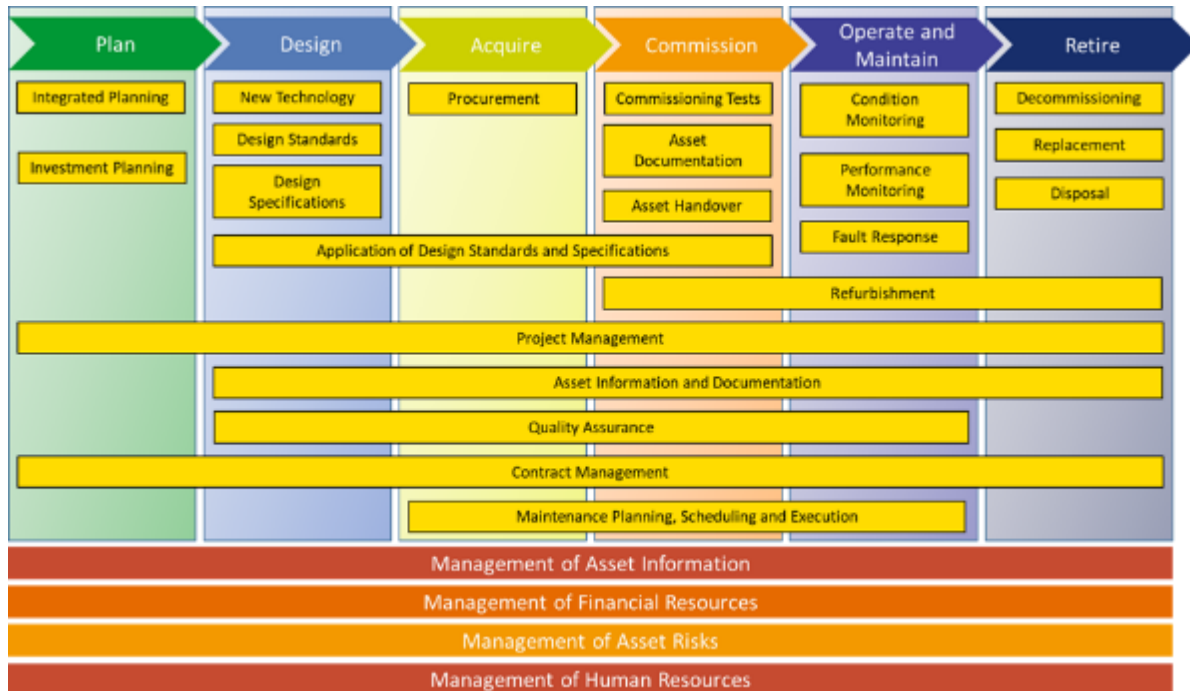 Plan
Design
Acquire
Commission
Operate and
Maintain
Retire
Integrated Planning
Investment Planning
New Technology
Design Standards
Design
Specifications
Procurement
Commissioning Tests
Asset
Documentation
Asset Handover
Condition
Monitoring
Performance
Monitoring
Fault Response
Decommissioning
Replacement
Disposal
Application of Design Standards and Specifications
Refurbishment
Project Management
Asset Information and Documentation
Quality Assurance
Contract Management
Maintenance Planning, Scheduling and Execution
Management of Asset Information
Management of Financial Resources
Management of Asset Risks
Management of Human Resources